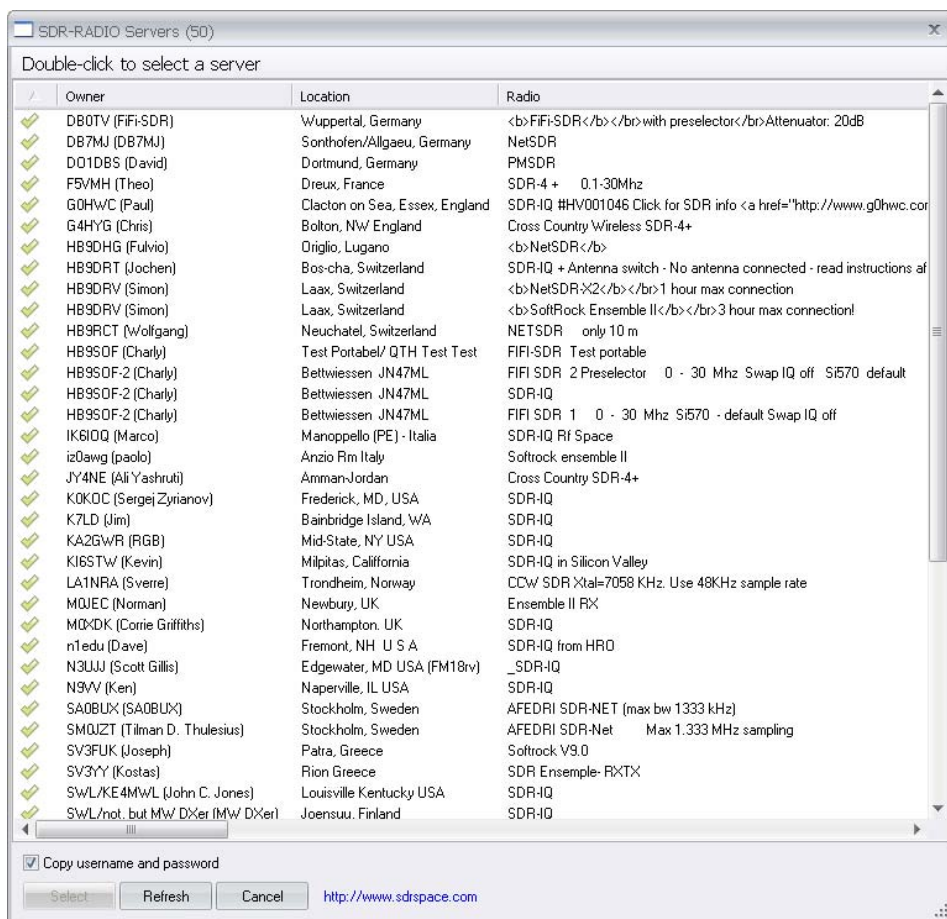 SDR-RADIO Servers (50)
Double-click to select a server
Owner Location Radio
DB0TV (FiFi-SDR) Wuppertal, Germany <b>FiFi-SDR</b></br>with preselector</br>Attenuator: 20dB
DB7MJ (DB7MJ) Sonthofen/Allgaeu, Germany NetSDR
DO1DBS (David) Dortmund, Germany PMSDR
F5VMH (Theo) Dreux, France SDR-4 + 0.1-30Mhz
G0HWC (Paul) Clacton on Sea, Essex, England SDR-IQ #HV001046 Click for SDR info <a href="http://www.g0hwc.cor
G4HYG (Chris) Bolton, NW England Cross Country Wireless SDR-4+
HB9DHG (Fulvio) Origlio, Lugano <b>NetSDR</b>
HB9DRT (Jochen) Bos-cha, Switzerland SDR-IQ + Antenna switch - No antenna connected - read instructions af
HB9DRV (Simon) Laax, Switzerland <b>NetSDR-X2</b></br>1 hour max connection
HB9DRV (Simon) Laax, Switzerland <b>SoftRock Ensemble II</b></br>3 hour max connection!
HB9RCT (Wolfgang) Neuchatel, Switzerland NETSDR only 10 m
HB9SOF (Charly) Test Portabel/ QTH Test Test FIFI-SDR Test portable
HB9SOF-2 (Charly) Bettwiessen JN47ML FIFI SDR 2 Preselector 0 - 30 Mhz Swap IQ off Si570 default
HB9SOF-2 (Charly) Bettwiessen JN47ML SDR-IQ
HB9SOF-2 (Charly) Bettwiessen JN47ML FIFI SDR 1 0 - 30 Mhz Si570 - default Swap IQ off
IK6IOQ (Marco) Manoppello (PE) - Italia SDR-IQ Rf Space
iz0awg (paolo) Anzio Rm Italy Softrock ensemble II
JY4NE (Ali Yashruti) Amman-Jordan Cross Country SDR-4+
K0KOC (Sergej Zyrianov) Frederick, MD, USA SDR-IQ
K7LD (Jim) Bainbridge Island, WA SDR-IQ
KA2GWR (RGB) Mid-State, NY USA SDR-IQ
KI6STW (Kevin) Milpitas, Califfornia SDR-IQ in Silicon Valley
LA1NRA (Sverre) Trondheim, Norway CCW SDR Xtal=7058 KHz. Use 48KHz sample rate
M0JEC (Norman) Newbury, UK Ensemble II RX
M0XDK (Corrie Griffiths) Northampton. UK SDR-IQ
n1edu (Dave) Fremont, NH U S A SDR-IQ from HRO
N3UJJ (Scott Gillis) Edgewater, MD USA (FM18rv) _SDR-IQ
N9VV (Ken) Naperville, IL USA SDR-IQ
SA0BUX (SA0BUX) Stockholm, Sweden AFEDRI SDR-NET (max bw 1333 kHz)
SM0JZT (Tilman D. Thulesius) Stockholm, Sweden AFEDRI SDR-Net Max 1.333 MHz sampling
SV3FUK (Joseph) Patra, Greece Softrock V9.0
SV3YY (Kostas) Rion Greece SDR Ensemple- RXTX
SWL/KE4MWL (John C. Jones) Louisville Kentucky USA SDR-IQ
SWL/not, but MW DXer (MW DXer) Joensuu, Finland SDR-IQ
Copy username and password
Select Refresh Cancel http://www.sdrspace.com